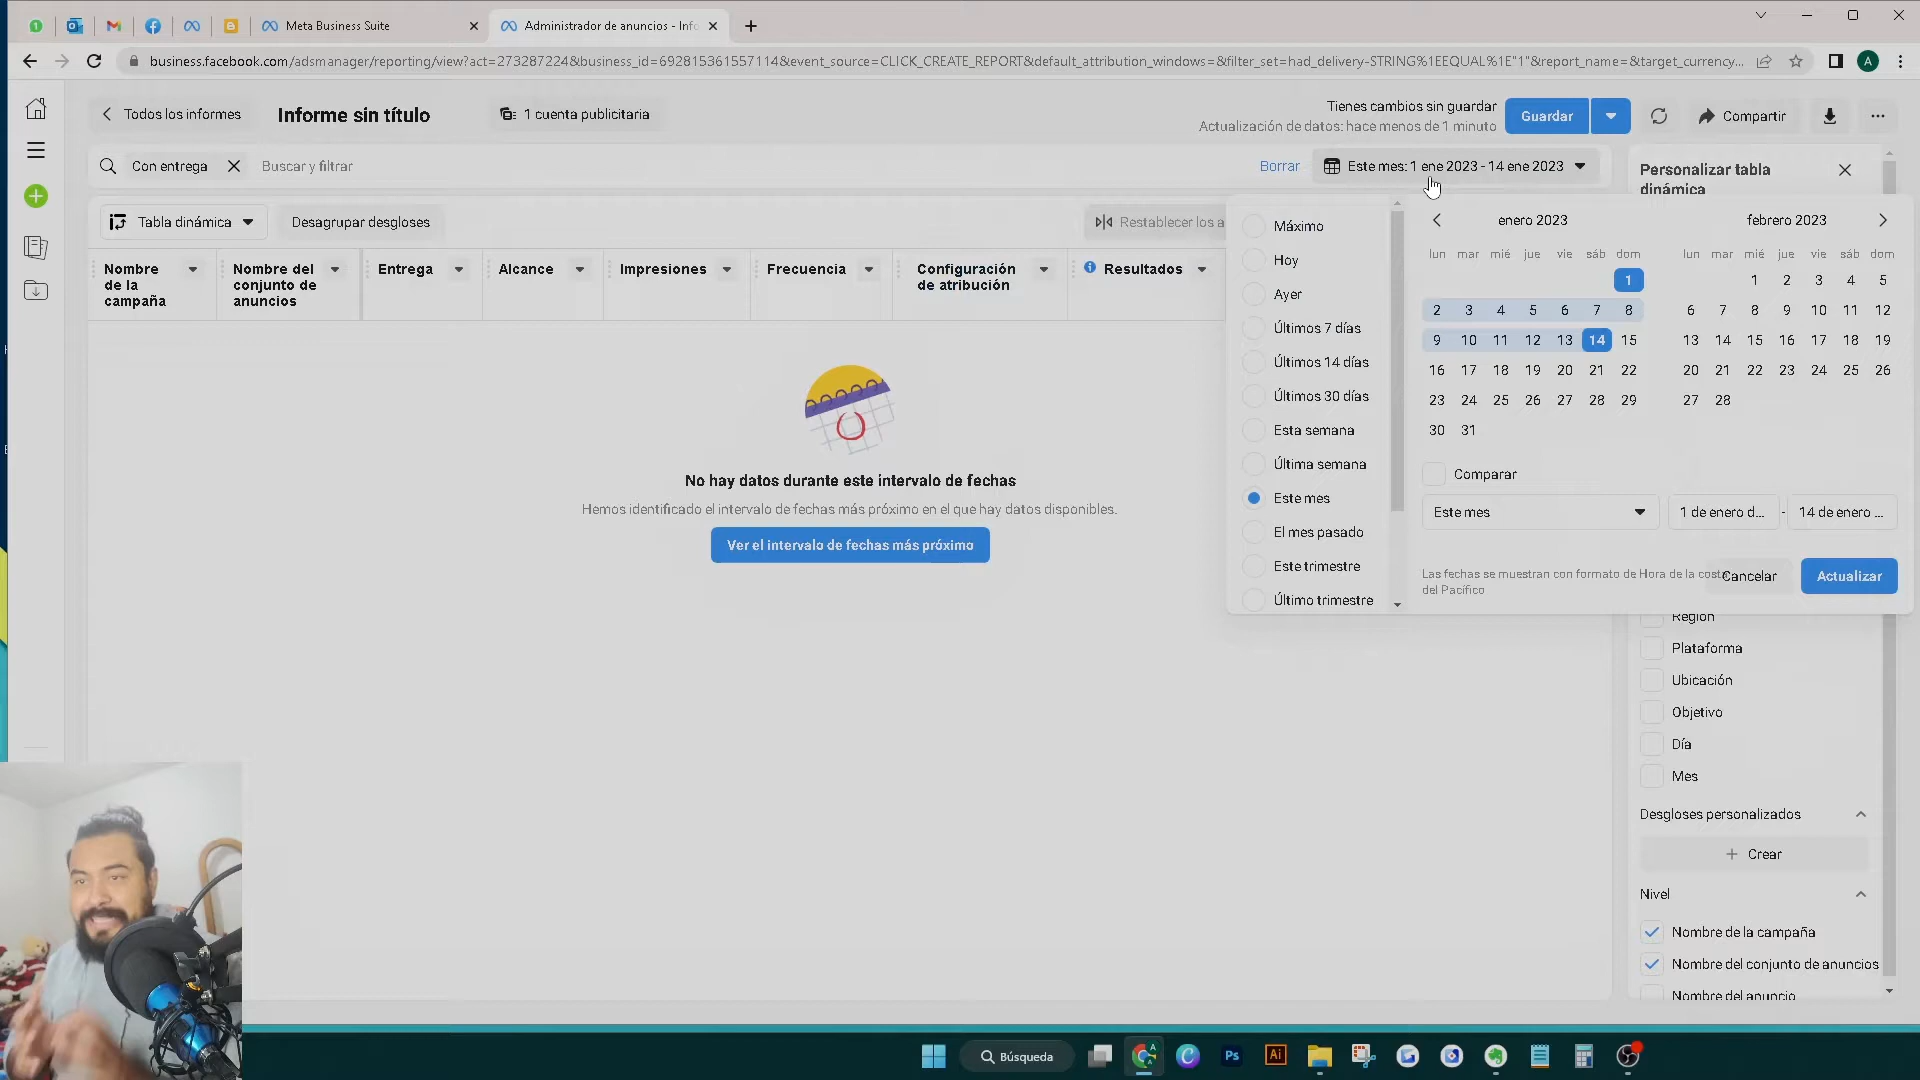 Meta Business Suite
Administrador de anuncios - Info
business.facebook.com/adsmanager/reporting/view?act=273287224&business_id=692815361557114&event_source=CLICK_CREATE_REPORT&default_attribution_windows=&filter_set=had_delivery-STRING%1EEQUAL%1E"1"&report_name=&target_currency...
A
Todos los informes
Informe sin título
1 cuenta publicitaria
Tienes cambios sin guardar
Actualización de datos: hace menos de 1 minuto
Guardar
Compartir
Con entrega
Buscar y filtrar
Borrar
Este mes: 1 ene 2023 - 14 ene 2023
Personalizar tabla
dinámica
Tabla dinámica
Desagrupar desgloses
Restablecer los a
Nombre
de la
campaña
Nombre del
conjunto de
anuncios
Entrega
Alcance
Impresiones
Frecuencia
Configuración
de atribución
Resultados
No hay datos durante este intervalo de fechas
Hemos identificado el intervalo de fechas más próximo en el que hay datos disponibles.
Ver el intervalo de fechas más próximo
Máximo
Hoy
Ayer
Últimos 7 días
Últimos 14 días
Últimos 30 días
Esta semana
Última semana
Este mes
El mes pasado
Este trimestre
Último trimestre
enero 2023
lun mar mié jue vie sáb dom
1
2 3 4 5 6 7 8
9 10 11 12 13 14 15
16 17 18 19 20 21 22
23 24 25 26 27 28 29
30 31
febrero 2023
lun mar mié jue vie sáb dom
1 2 3 4 5
6 7 8 9 10 11 12
13 14 15 16 17 18 19
20 21 22 23 24 25 26
27 28
Comparar
Este mes
1 de enero d...
-
14 de enero ...
Las fechas se muestran con formato de Hora de la costa
del Pacífico
Cancelar
Actualizar
Región
Plataforma
Ubicación
Objetivo
Día
Mes
Desgloses personalizados
Crear
Nivel
Nombre de la campaña
Nombre del conjunto de anuncios
Nombre del anuncio
Búsqueda
Ps
Ai